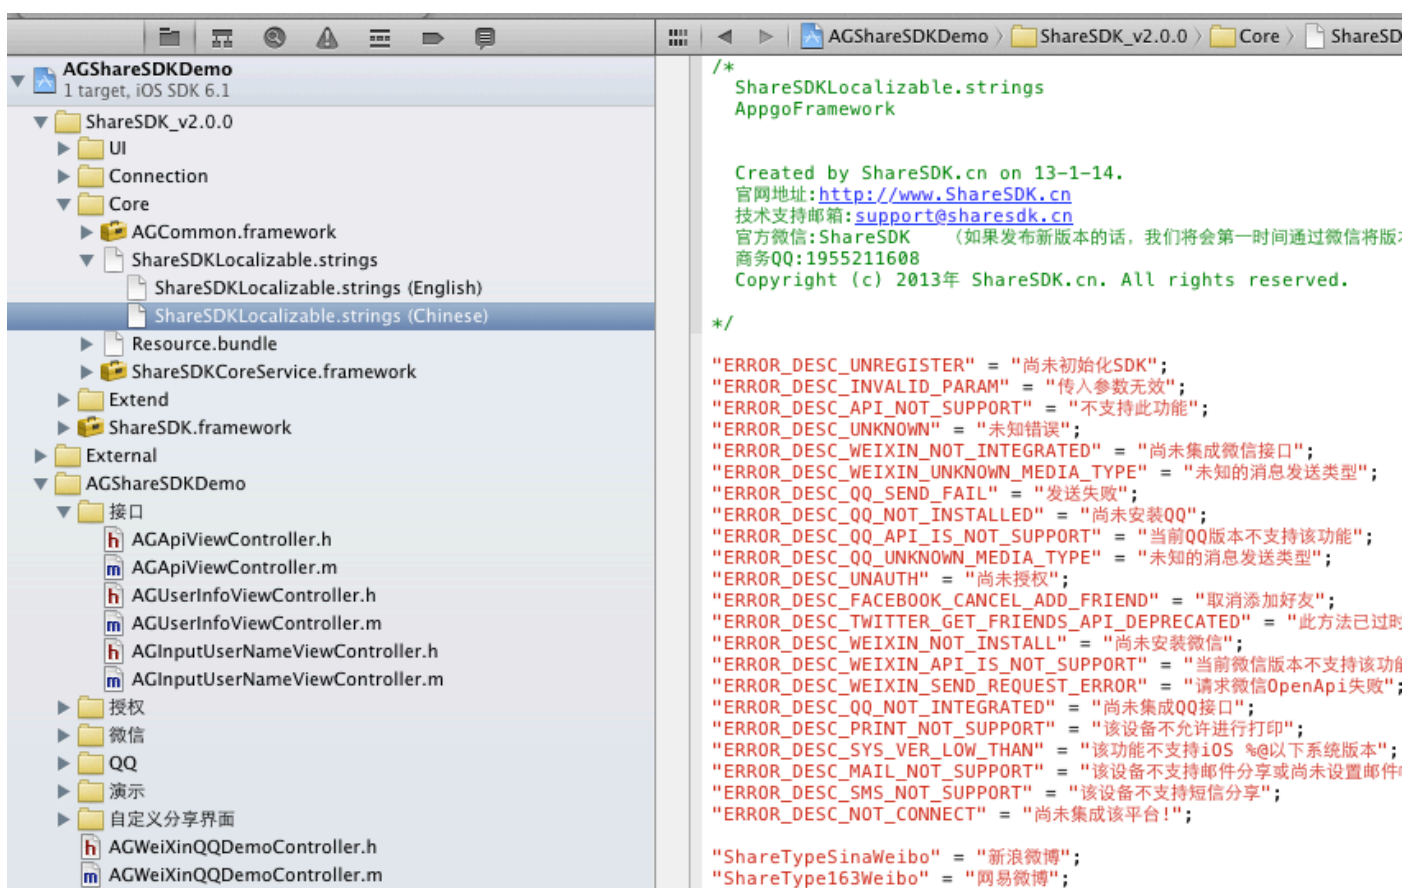 AGShareSDKDemo
1 target, iOS SDK 6.1
ShareSDK_v2.0.0
UI
Connection
Core
AGCommon.framework
ShareSDKLocalizable.strings
ShareSDKLocalizable.strings (English)
ShareSDKLocalizable.strings (Chinese)
Resource.bundle
ShareSDKCoreService.framework
Extend
ShareSDK.framework
External
AGShareSDKDemo
接口
AGApiViewController.h
AGApiViewController.m
AGUserInfoViewController.h
AGUserInfoViewController.m
AGInputUserNameViewController.h
AGInputUserNameViewController.m
授权
微信
QQ
演示
自定义分享界面
AGWeiXinQQDemoController.h
AGWeiXinQQDemoController.m
AGShareSDKDemo ShareSDK_v2.0.0 Core ShareSD
/*
ShareSDKLocalizable.strings
AppgoFramework
Created by ShareSDK.cn on 13-1-14.
官网地址:http://www.ShareSDK.cn
技术支持邮箱:support@sharesdk.cn
官方微信:ShareSDK （如果发布新版本的话，我们将会第一时间通过微信将版本
商务QQ:1955211608
Copyright (c) 2013年 ShareSDK.cn. All rights reserved.
*/
"ERROR_DESC_UNREGISTER" = "尚未初始化SDK";
"ERROR_DESC_INVALID_PARAM" = "传入参数无效";
"ERROR_DESC_API_NOT_SUPPORT" = "不支持此功能";
"ERROR_DESC_UNKNOWN" = "未知错误";
"ERROR_DESC_WEIXIN_NOT_INTEGRATED" = "尚未集成微信接口";
"ERROR_DESC_WEIXIN_UNKNOWN_MEDIA_TYPE" = "未知的消息发送类型";
"ERROR_DESC_QQ_SEND_FAIL" = "发送失败";
"ERROR_DESC_QQ_NOT_INSTALLED" = "尚未安装QQ";
"ERROR_DESC_QQ_API_IS_NOT_SUPPORT" = "当前QQ版本不支持该功能";
"ERROR_DESC_QQ_UNKNOWN_MEDIA_TYPE" = "未知的消息发送类型";
"ERROR_DESC_UNAUTH" = "尚未授权";
"ERROR_DESC_FACEBOOK_CANCEL_ADD_FRIEND" = "取消添加好友";
"ERROR_DESC_TWITTER_GET_FRIENDS_API_DEPRECATED" = "此方法已过时
"ERROR_DESC_WEIXIN_NOT_INSTALL" = "尚未安装微信";
"ERROR_DESC_WEIXIN_API_IS_NOT_SUPPORT" = "当前微信版本不支持该功能
"ERROR_DESC_WEIXIN_SEND_REQUEST_ERROR" = "请求微信OpenApi失败";
"ERROR_DESC_QQ_NOT_INTEGRATED" = "尚未集成QQ接口";
"ERROR_DESC_PRINT_NOT_SUPPORT" = "该设备不允许进行打印";
"ERROR_DESC_SYS_VER_LOW_THAN" = "该功能不支持iOS %@以下系统版本";
"ERROR_DESC_MAIL_NOT_SUPPORT" = "该设备不支持邮件分享或尚未设置邮件
"ERROR_DESC_SMS_NOT_SUPPORT" = "该设备不支持短信分享";
"ERROR_DESC_NOT_CONNECT" = "尚未集成该平台!";
"ShareTypeSinaWeibo" = "新浪微博";
"ShareType163Weibo" = "网易微博";